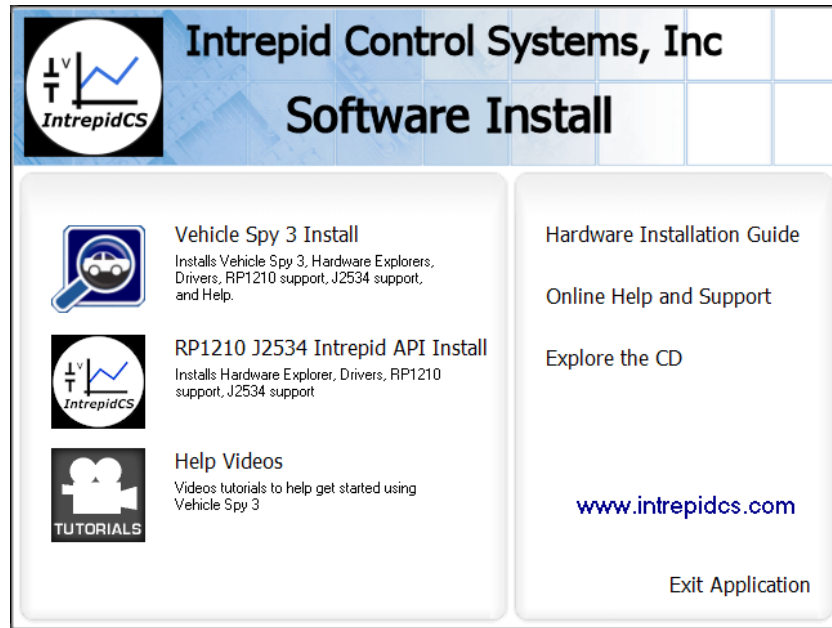 Intrepid Control Systems, Inc
Software Install
V
IntrepidCS
Vehicle Spy 3 Install
Installs Vehicle Spy 3, Hardware Explorers,
Drivers, RP1210 support, J2534 support,
and Help.
RP1210 J2534 Intrepid API Install
Installs Hardware Explorer, Drivers, RP1210
support, J2534 support
V
IntrepidCS
Help Videos
Videos tutorials to help get started using
Vehicle Spy 3
TUTORIALS
Hardware Installation Guide
Online Help and Support
Explore the CD
www.intrepidcs.com
Exit Application